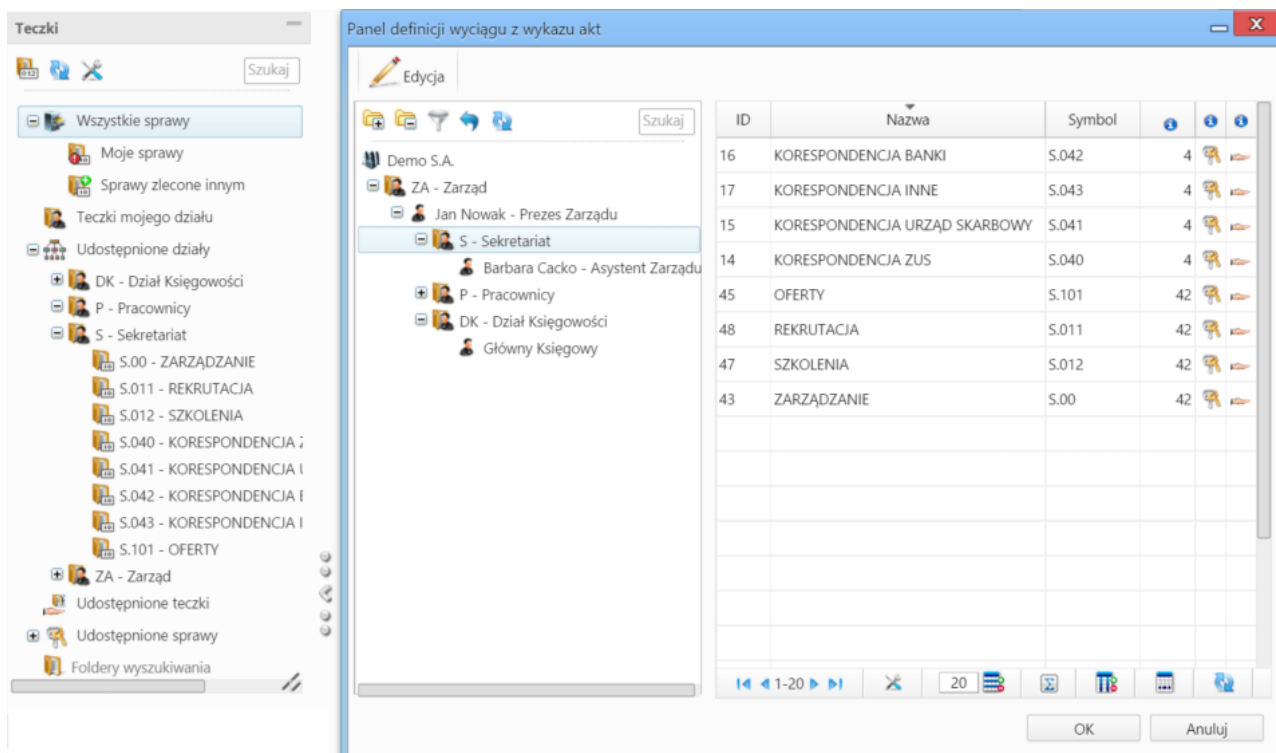 Teczki
Szukaj
Wszystkie sprawy
Moje sprawy
Sprawy zlecone innym
Teczki mojego działu
Udostępnione działy
DK - Dział Księgowości
P - Pracownicy
S - Sekretariat
S.00 - ZARZĄDZANIE
S.011 - REKRUTACJA
S.012 - SZKOLENIA
S.040 - KORESPONDENCJA
S.041 - KORESPONDENCJA
S.042 - KORESPONDENCJA
S.043 - KORESPONDENCJA I
S.101 - OFERTY
ZA - Zarząd
Udostępnione teczki
Udostępnione sprawy
Foldery wyszukiwania
Panel definicji wyciągu z wykazu akt
Edycja
Szukaj
Demo S.A.
ZA - Zarząd
Jan Nowak - Prezes Zarządu
S - Sekretariat
Barbara Cacko - Asystent Zarządu
P - Pracownicy
DK - Dział Księgowości
Główny Księgowy
ID Nazwa Symbol
16 KORESPONDENCJA BANKI S.042 4
17 KORESPONDENCJA INNE S.043 4
15 KORESPONDENCJA URZĄD SKARBOWY S.041 4
14 KORESPONDENCJA ZUS S.040 4
45 OFERTY S.101 42
48 REKRUTACJA S.011 42
47 SZKOLENIA S.012 42
43 ZARZĄDZANIE S.00 42
1-20 20
OK Anuluj